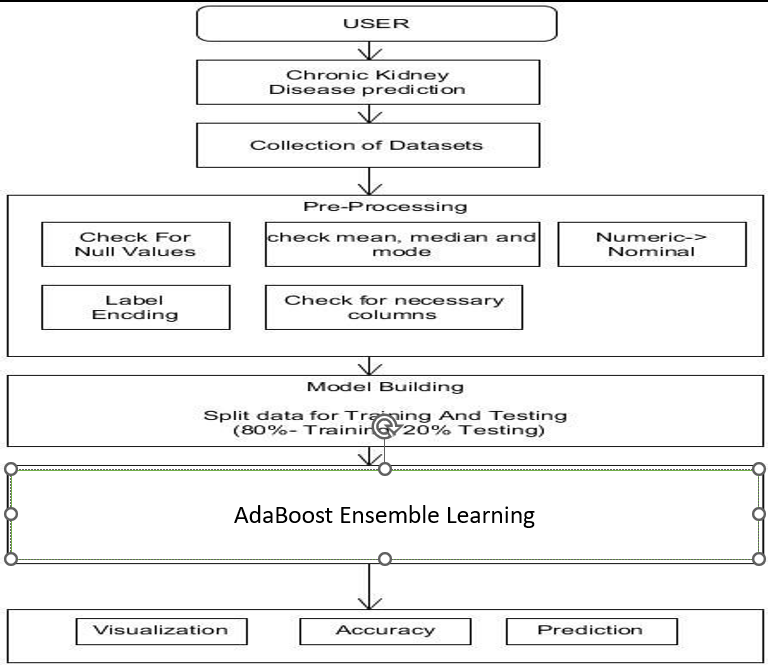 USER
Chronic Kidney
Disease prediction
Collection of Datasets
Pre-Processing
Check For
Null Values
check mean, median and
mode
Numeric->
Nominal
Label
Encding
Check for necessary
columns
Model Building
Split data for Training And Testing
(80%- Training/20% Testing)
AdaBoost Ensemble Learning
Visualization
Accuracy
Prediction